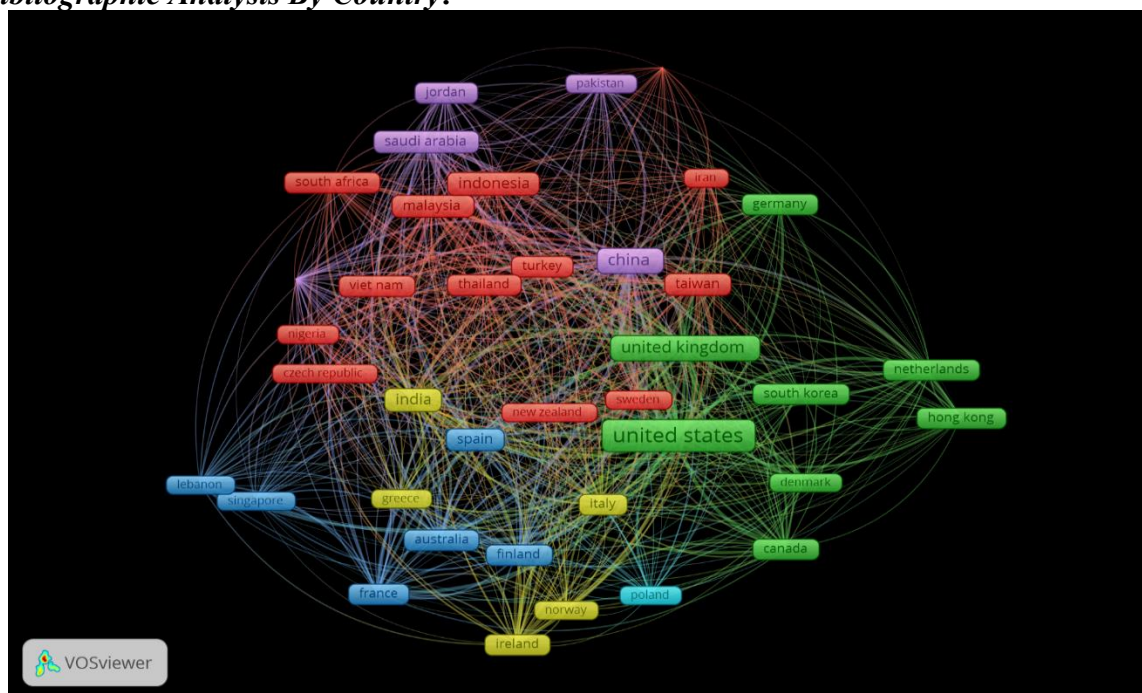 bliographic Analysis By Country:
jordan
pakistan
saudi arabia
south africa
indonesia
iran
malaysia
germany
china
turkey
viet nam
thailand
taiwan
nigeria
united kingdom
czech republic
netherlands
india
south korea
sweden
new zealand
hong kong
spain
united states
lebanon
denmark
singapore
greece
italy
australia
finland
canada
france
poland
norway
ireland
VOSviewer